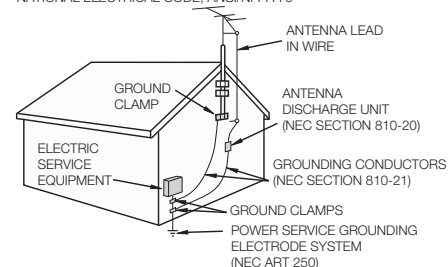 ANTENNA LEAD
IN WIRE
GROUND
CLAMP
ANTENNA
DISCHARGE UNIT
(NEC SECTION 810-20)
ELECTRIC
SERVICE
EQUIPMENT
GROUNDING CONDUCTORS
(NEC SECTION 810-21)
GROUND CLAMPS
POWER SERVICE GROUNDING
ELECTRODE SYSTEM
(NEC ART 250)